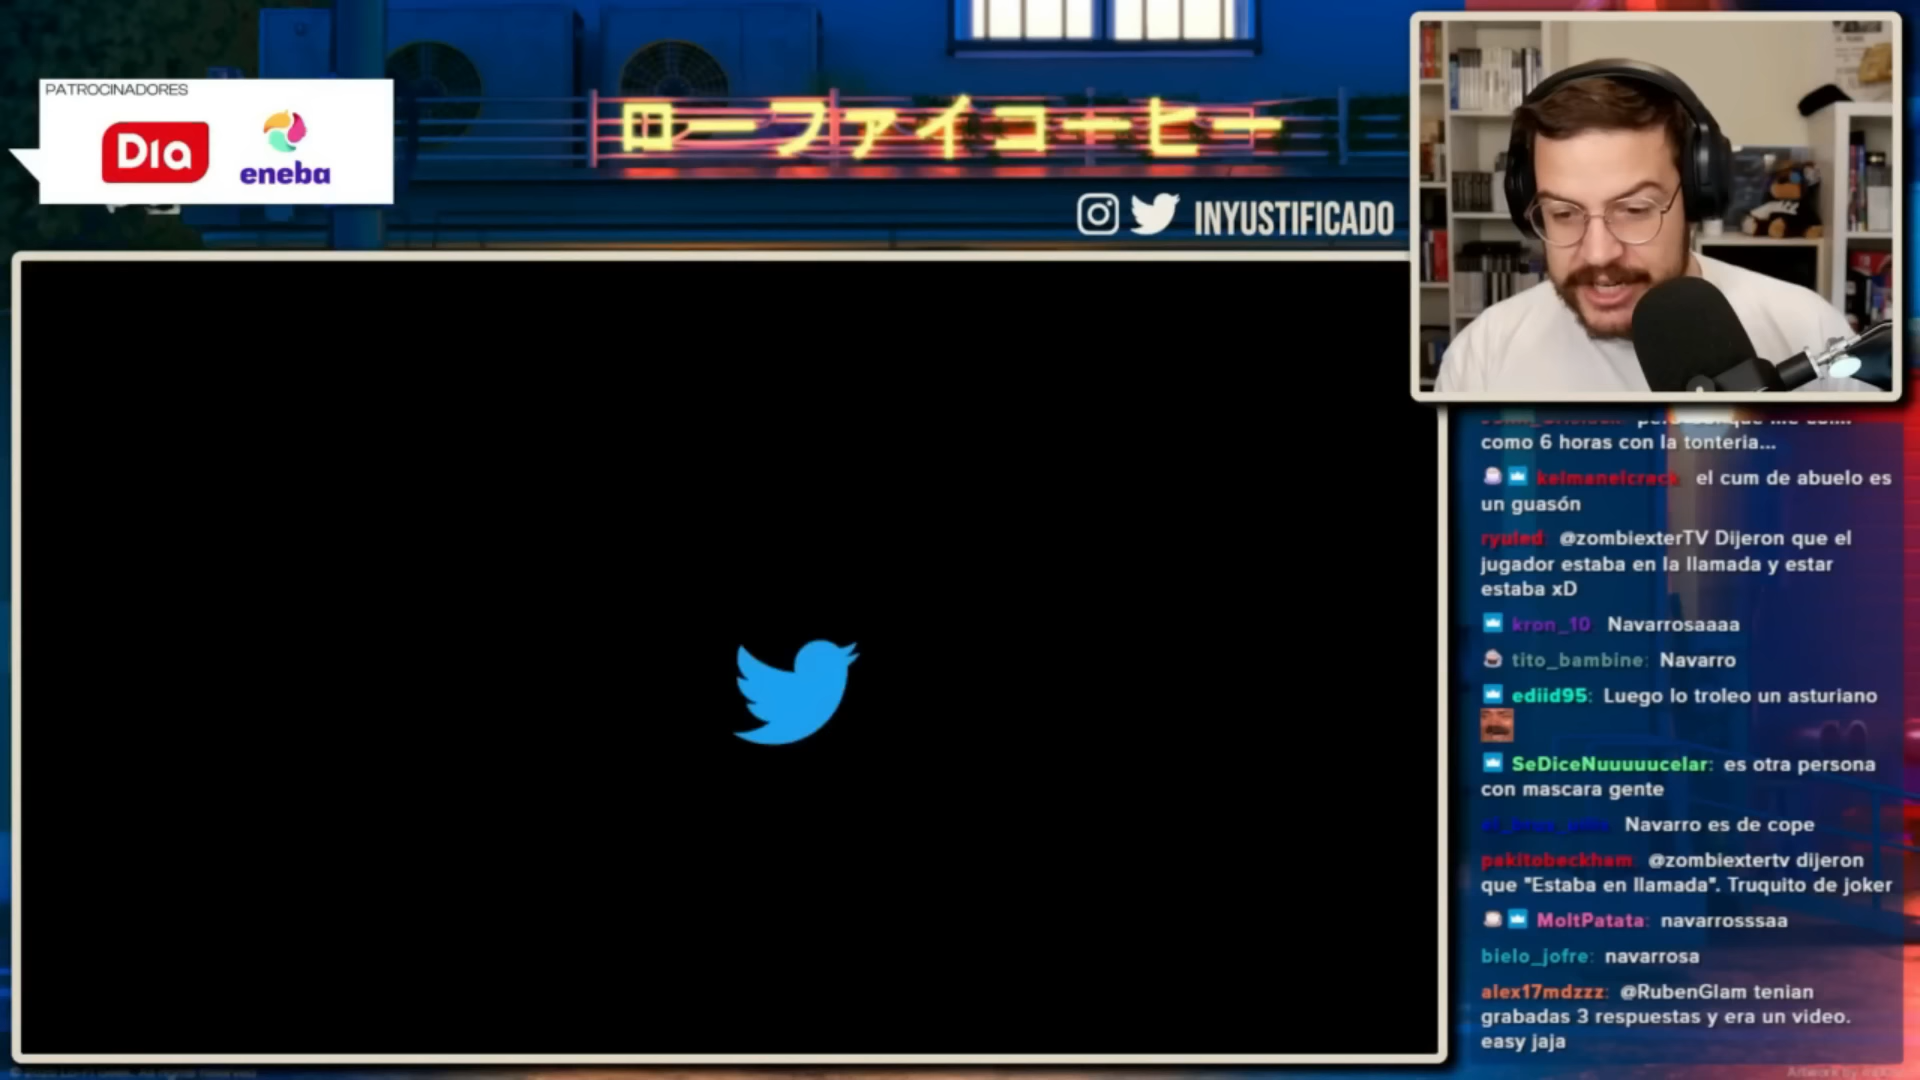 PATROCINADORES
Dia
eneba
ローファイコーヒー
INYUSTIFICADO
como 6 horas con la tonteria...
kelmanelcrack el cum de abuelo es
un guasón
ryuled: @zombiexterTV Dijeron que el
jugador estaba en la llamada y estar
estaba xD
kron_10 Navarrosaaaa
tito_bambine: Navarro
ediid95: Luego lo troleo un asturiano
SeDiceNuuuuucelar: es otra persona
con mascara gente
Navarro es de cope
pakitobeckham: @zombiextertv dijeron
que "Estaba en llamada". Truquito de joker
MoltPatata: navarrosssaa
bielo_jofre: navarrosa
alex17mdzzz: @RubenGlam tenian
grabadas 3 respuestas y era un video.
easy jaja